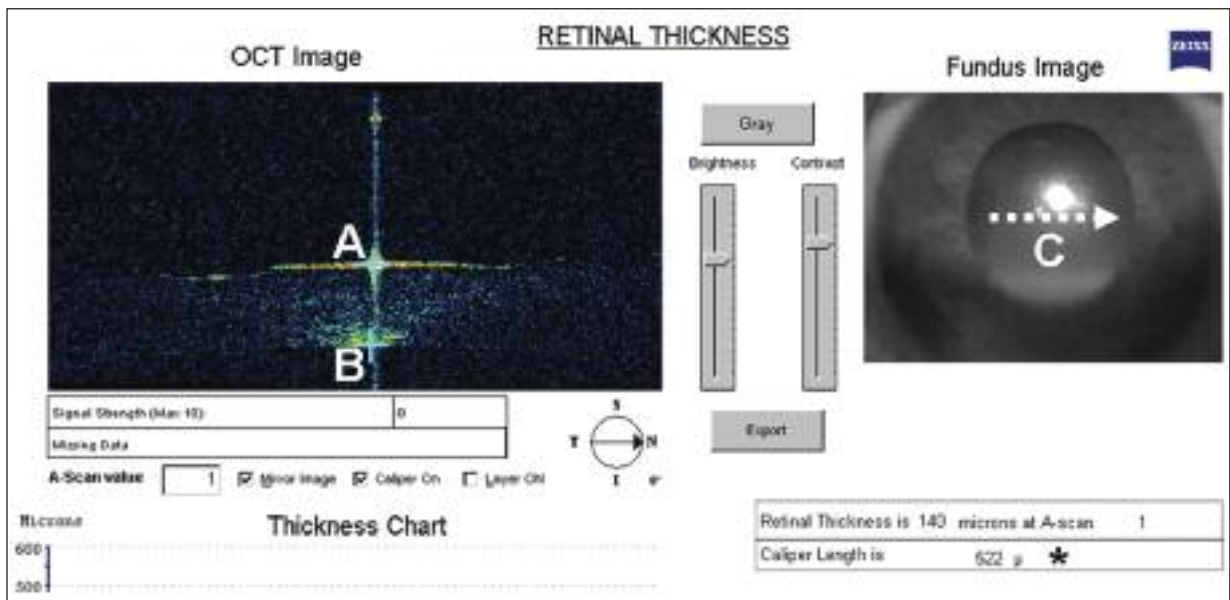 RETINAL THICKNESS
OCT Image
Fundus Image
ZEISS
Gray
Brightness Contrast
A
B
C
Export
Signal Strength (Max 10) 0
Missing Data
S
T N
I
A-Scan value 1 Mirror Image Caliper On Layer ON
Microns
Thickness Chart
600
500
Retinal Thickness is 140 microns at A-scan 1
Caliper Length is 522 µ *